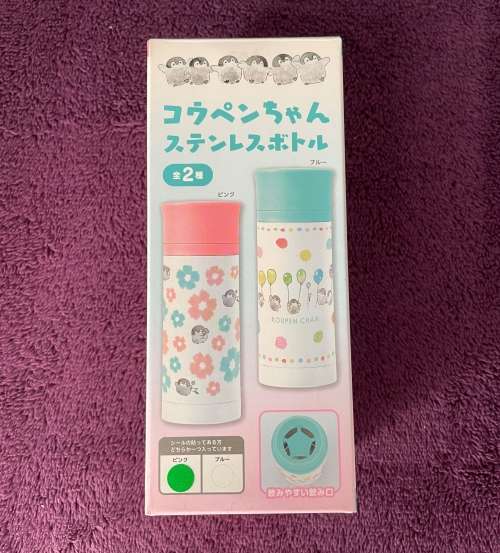 コウペンちゃん
ステンレスボトル
全2種
ブルー
ピンク
KOUPEN CHAN
シールの貼ってある方
どちらか一つ入っています
ピンク
ブルー
飲みやすい飲み口